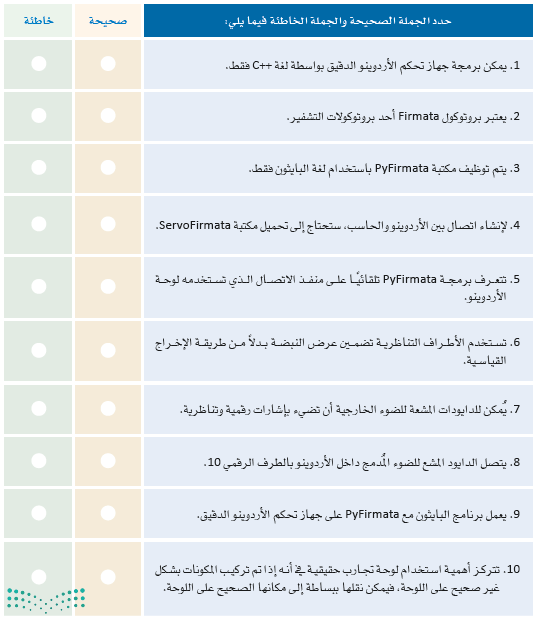 حدد الجملة الصحيحة والجملة الخاطئة فيما يلي:
صحيحة
خاطئة
1. يمكن برمجة جهاز تحكم الأردوينو الدقيق بواسطة لغة ++C فقط.
2. يعتبر بروتوكول Firmata أحد بروتوكولات التشفير.
3. يتم توظيف مكتبة PyFirmata باستخدام لغة البايثون فقط.
4. لإنشاء اتصال بين الأردوينو والحاسب، ستحتاج إلى تحميل مكتبة ServoFirmata.
5. تتعرف برمجة PyFirmata تلقائيًا على منفذ الاتصال الذي تستخدمه لوحة
الأردوينو.
6. تستخدم الأطراف التناظرية تضمين عرض النبضة بدلاً من طريقة الإخراج
القياسية.
7. يُمكن للدايودات المشعة للضوء الخارجية أن تضيء بإشارات رقمية وتناظرية.
8. يتصل الدايود المشع للضوء المُدمج داخل الأردوينو بالطرف الرقمي 10.
9. يعمل برنامج البايثون مع PyFirmata على جهاز تحكم الأردوينو الدقيق.
10. تتركز أهمية استخدام لوحة تجارب حقيقية في أنه إذا تم تركيب المكونات بشكل
غير صحيح على اللوحة، فيمكن نقلها ببساطة إلى مكانها الصحيح على اللوحة.